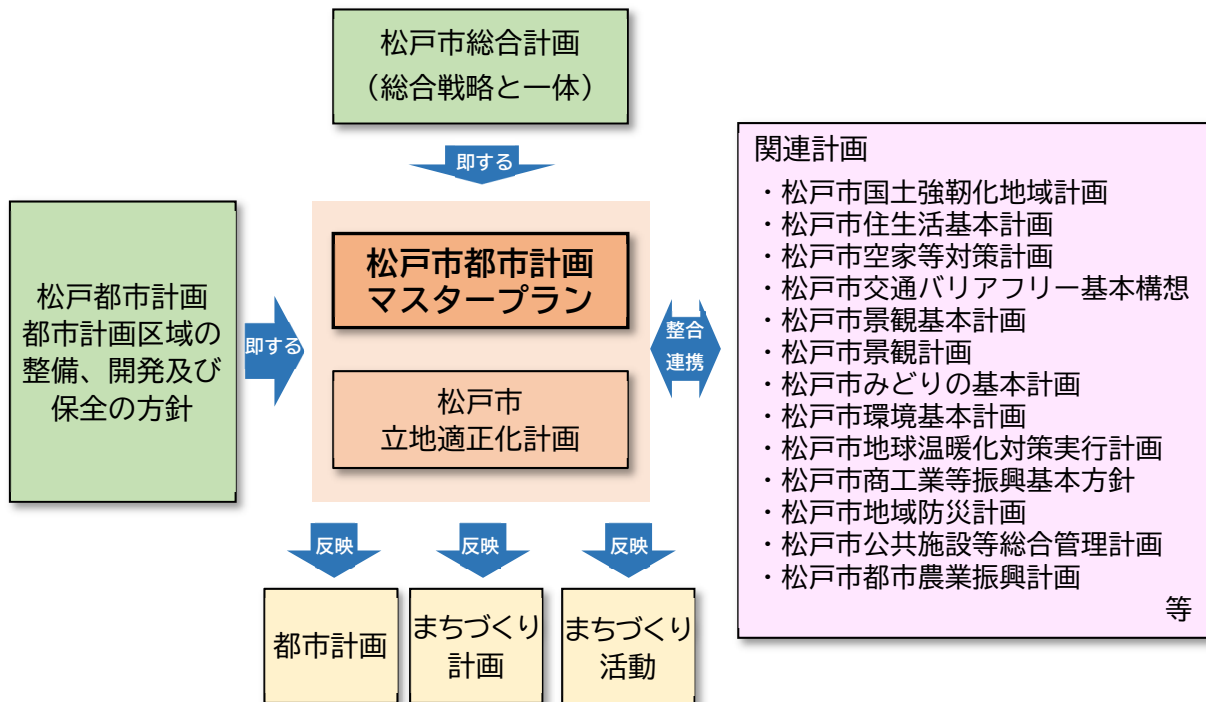 松戸市総合計画
（総合戦略と一体）
即する
松戸都市計画
都市計画区域の
整備、開発及び
保全の方針
即する
松戸市都市計画
マスタープラン
松戸市
立地適正化計画
整合
連携
関連計画
・松戸市国土強靭化地域計画
・松戸市住生活基本計画
・松戸市空家等対策計画
・松戸市交通バリアフリー基本構想
・松戸市景観基本計画
・松戸市景観計画
・松戸市みどりの基本計画
・松戸市環境基本計画
・松戸市地球温暖化対策実行計画
・松戸市商工業等振興基本方針
・松戸市地域防災計画
・松戸市公共施設等総合管理計画
・松戸市都市農業振興計画
等
反映
反映
反映
都市計画
まちづくり
計画
まちづくり
活動